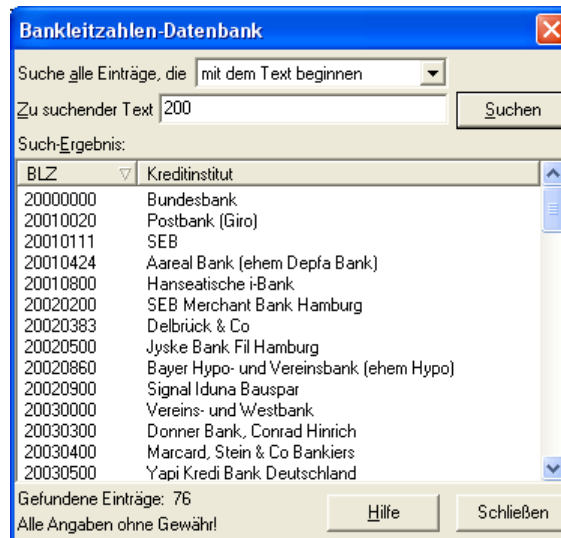 Bankleitzahlen-Datenbank
Suche alle Einträge, die mit dem Text beginnen
Zu suchender Text 200 Suchen
Such-Ergebnis:
BLZ Kreditinstitut
20000000 Bundesbank
20010020 Postbank (Giro)
20010111 SEB
20010424 Aareal Bank (ehem Depfa Bank)
20010800 Hanseatische i-Bank
20020200 SEB Merchant Bank Hamburg
20020383 Delbrück & Co
20020500 Jyske Bank Fil Hamburg
20020860 Bayer Hypo- und Vereinsbank (ehem Hypo)
20020900 Signal Iduna Bauspar
20030000 Vereins- und Westbank
20030300 Donner Bank, Conrad Hinrich
20030400 Marcard, Stein & Co Bankiers
20030500 Yapi Kredi Bank Deutschland
Gefundene Einträge: 76
Alle Angaben ohne Gewähr!
Hilfe Schließen